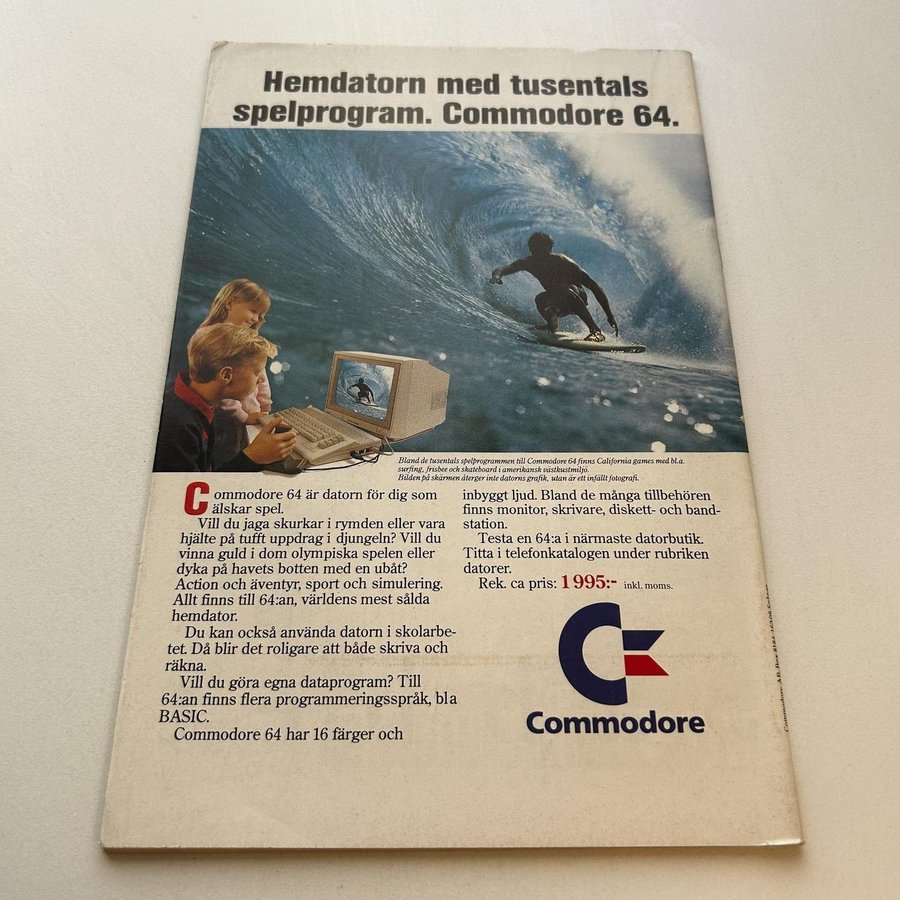 Hemdatorn med tusentals
spelprogram. Commodore 64.
Bland de tusentals spelprogrammen till Commodore 64 finns California games med bl.a.
surfing, frisbee och skateboard i amerikansk västkustmiljö.
Bilden på skärmen återger inte datorns grafik, utan är ett infällt fotografi.
Commodore 64 är datorn för dig som
älskar spel.
Vill du jaga skurkar i rymden eller vara
hjälte på tufft uppdrag i djungeln? Vill du
vinna guld i dom olympiska spelen eller
dyka på havets botten med en ubåt?
Action och äventyr, sport och simulering.
Allt finns till 64:an, världens mest sålda
hemdator.
Du kan också använda datorn i skolarbe-
tet. Då blir det roligare att både skriva och
räkna.
Vill du göra egna dataprogram? Till
64:an finns flera programmeringsspråk, bl a
BASIC.
Commodore 64 har 16 färger och
inbyggt ljud. Bland de många tillbehören
finns monitor, skrivare, diskett- och band-
station.
Testa en 64:a i närmaste datorbutik.
Titta i telefonkatalogen under rubriken
datorer.
Rek. ca pris: 1995:- inkl. moms.
Commodore
Commodore AB, Box